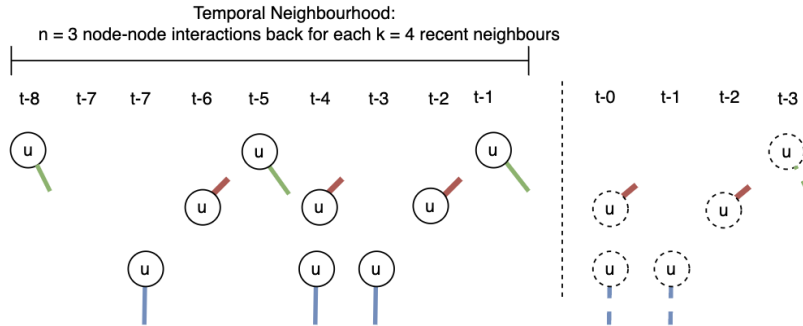 Temporal Neighbourhood:
n = 3 node-node interactions back for each k = 4 recent neighbours
t-8 t-7 t-7 t-6 t-5 t-4 t-3 t-2 t-1 t-0 t-1 t-2 t-3
u u u u
u u u u u
u u u u u